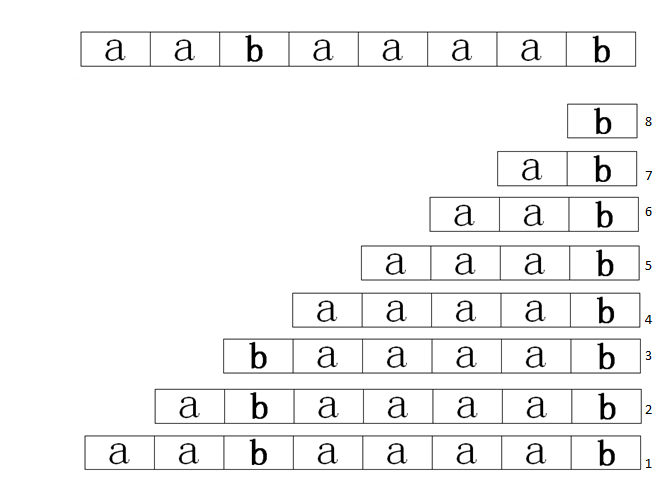 a a b a a a a b
b 8
a b 7
a a b 6
a a a b 5
a a a a b 4
b a a a a b 3
a b a a a a b 2
a a b a a a a b 1